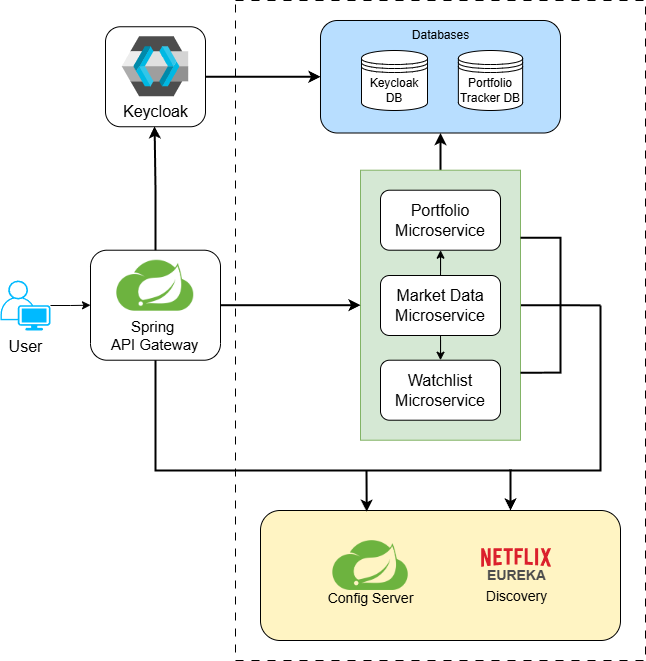 Databases
Keycloak
DB
Portfolio
Tracker DB
Keycloak
Portfolio
Microservice
Market Data
Microservice
Spring
API Gateway
User
Watchlist
Microservice
Config Server
NETFLIX
EUREKA
Discovery